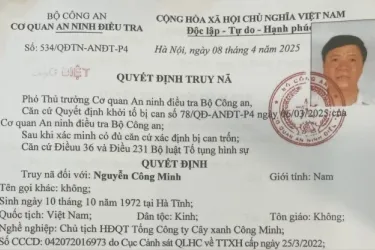 BỘ CÔNG AN
CƠ QUAN AN NINH ĐIỀU TRA
CỘNG HÒA XÃ HỘI CHỦ NGHĨA VIỆT NAM
Độc lập - Tự do - Hạnh phúc
Số: 534/QĐTN-ANĐT-P4
Hà Nội, ngày 08 tháng 4 năm 2025
QUYẾT ĐỊNH TRUY NÃ
Phó Thủ trưởng Cơ quan An ninh điều tra Bộ Công an,
Căn cứ Quyết định khởi tố bị can số 78/QĐ-ANĐT-P4 ngày 06/03/2025 của
Cơ quan An ninh điều tra Bộ Công an;
Sau khi xác minh có đủ căn cứ xác định bị can trốn;
Căn cứ Điều 36 và Điều 231 Bộ luật Tố tụng hình sự
QUYẾT ĐỊNH
Truy nã đối với: Nguyễn Công Minh Giới tính: Nam
Tên gọi khác: không;
Sinh ngày 10 tháng 10 năm 1972 tại Hà Tĩnh;
Quốc tịch: Việt Nam; Dân tộc: Kinh; Tôn giáo: Không;
Nghề nghiệp: Chủ tịch HĐQT Tổng Công ty Cây xanh Công Minh;
Số CCCD: 042072016973 do Cục Cảnh sát QLHC về TTXH cấp ngày 25/3/2022;